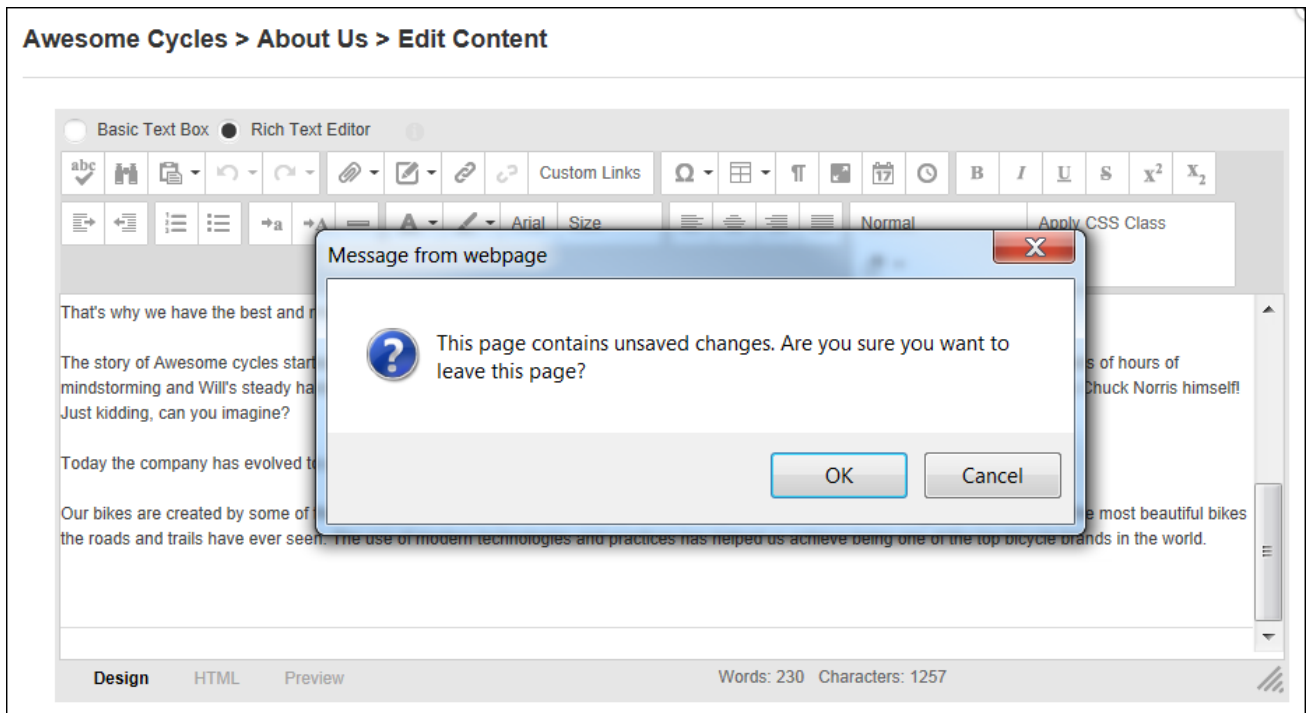 Awesome Cycles > About Us > Edit Content
Basic Text Box Rich Text Editor
abc Custom Links Ω ¶ 17 B I U S X² X₂
a A A Arial Size Normal Apply CSS Class
Message from webpage
This page contains unsaved changes. Are you sure you want to
leave this page?
OK Cancel
That's why we have the best and
The story of Awesome cycles start s of hours of
mindstorming and Will's steady ha Chuck Norris himself!
Just kidding, can you imagine?
Today the company has evolved to
Our bikes are created by some of e most beautiful bikes
the roads and trails have ever seen. The use of modern technologies and practices has helped us achieve being one of the top bicycle brands in the world.
Design HTML Preview Words: 230 Characters: 1257